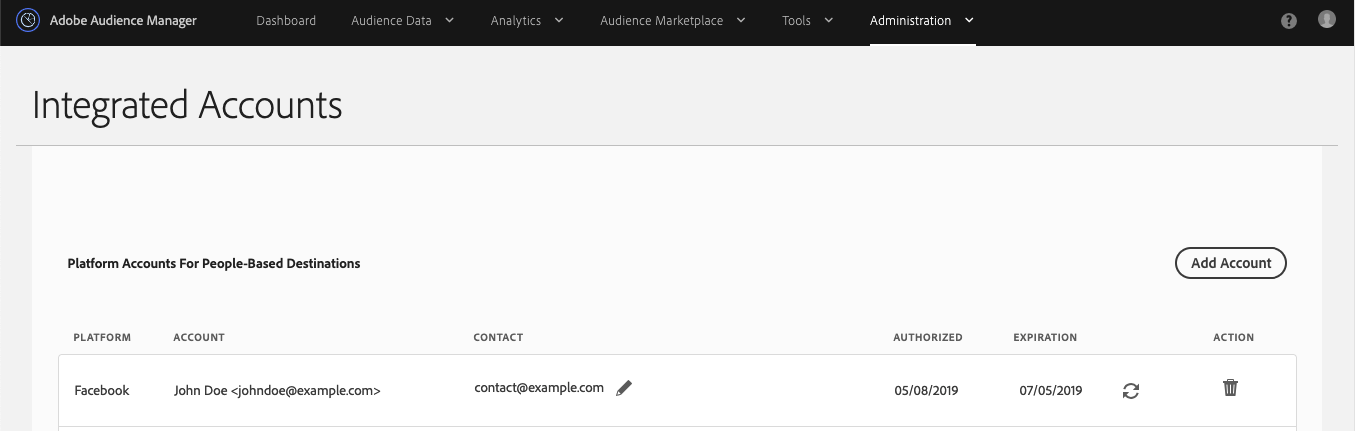 Adobe Audience Manager Dashboard Audience Data Analytics Audience Marketplace Tools Administration ?
Integrated Accounts
Platform Accounts For People-Based Destinations Add Account
PLATFORM ACCOUNT CONTACT AUTHORIZED EXPIRATION ACTION
Facebook John Doe <johndoe@example.com> contact@example.com 05/08/2019 07/05/2019